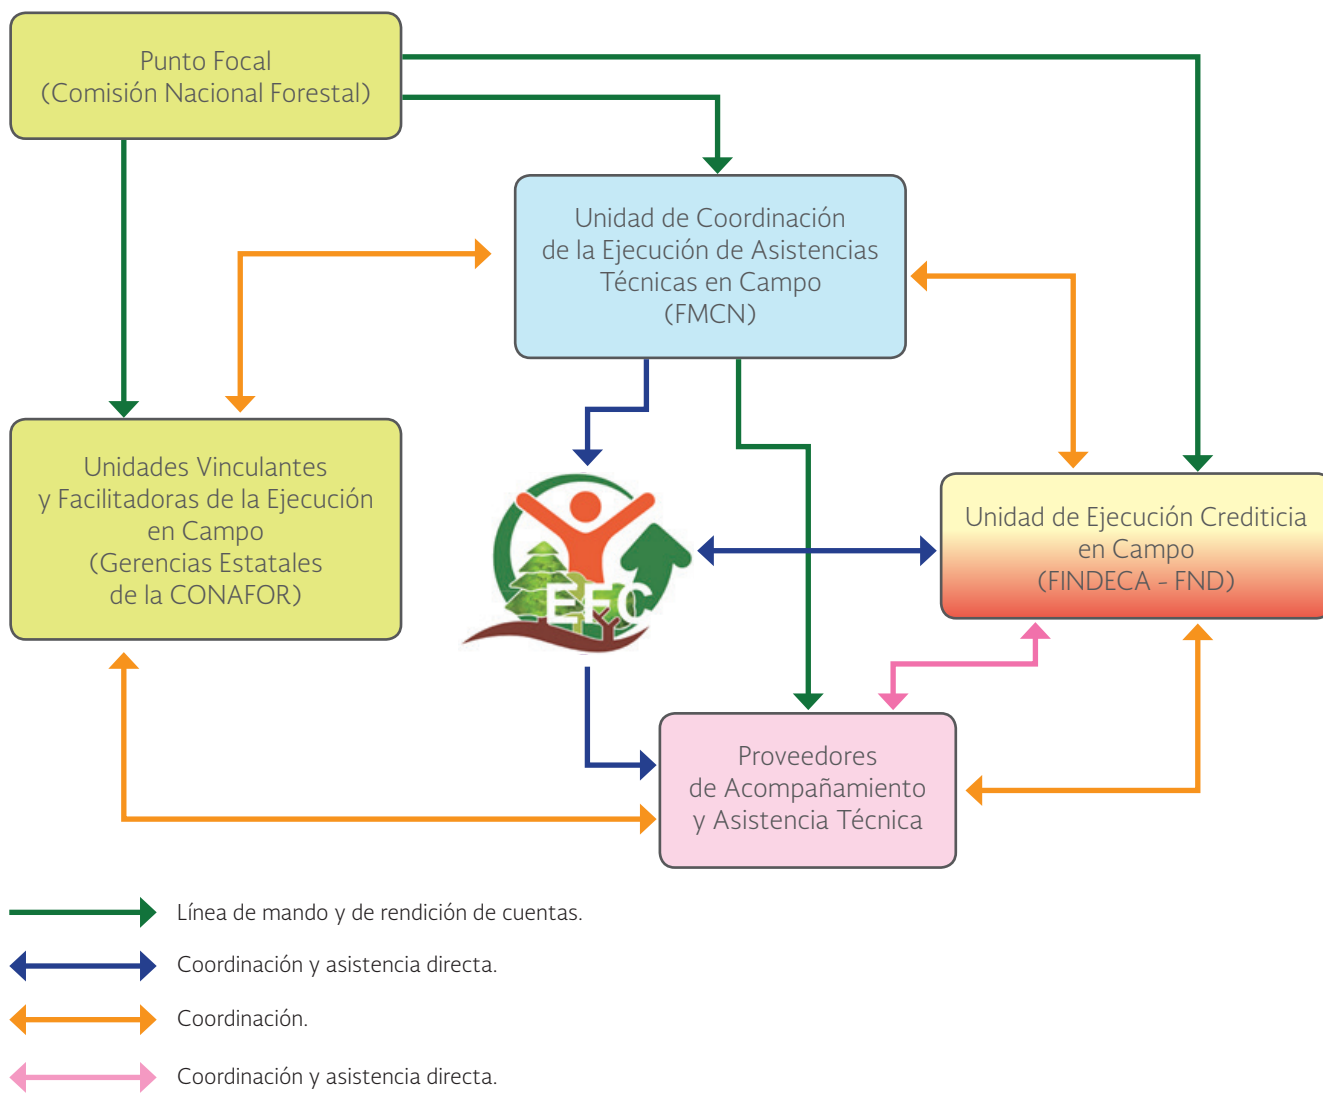 Punto Focal
(Comisión Nacional Forestal)
Unidad de Coordinación
de la Ejecución de Asistencias
Técnicas en Campo
(FMCN)
Unidades Vinculantes
y Facilitadoras de la Ejecución
en Campo
(Gerencias Estatales
de la CONAFOR)
EFC
Unidad de Ejecución Crediticia
en Campo
(FINDECA - FND)
Proveedores
de Acompañamiento
y Asistencia Técnica
Línea de mando y de rendición de cuentas.
Coordinación y asistencia directa.
Coordinación.
Coordinación y asistencia directa.